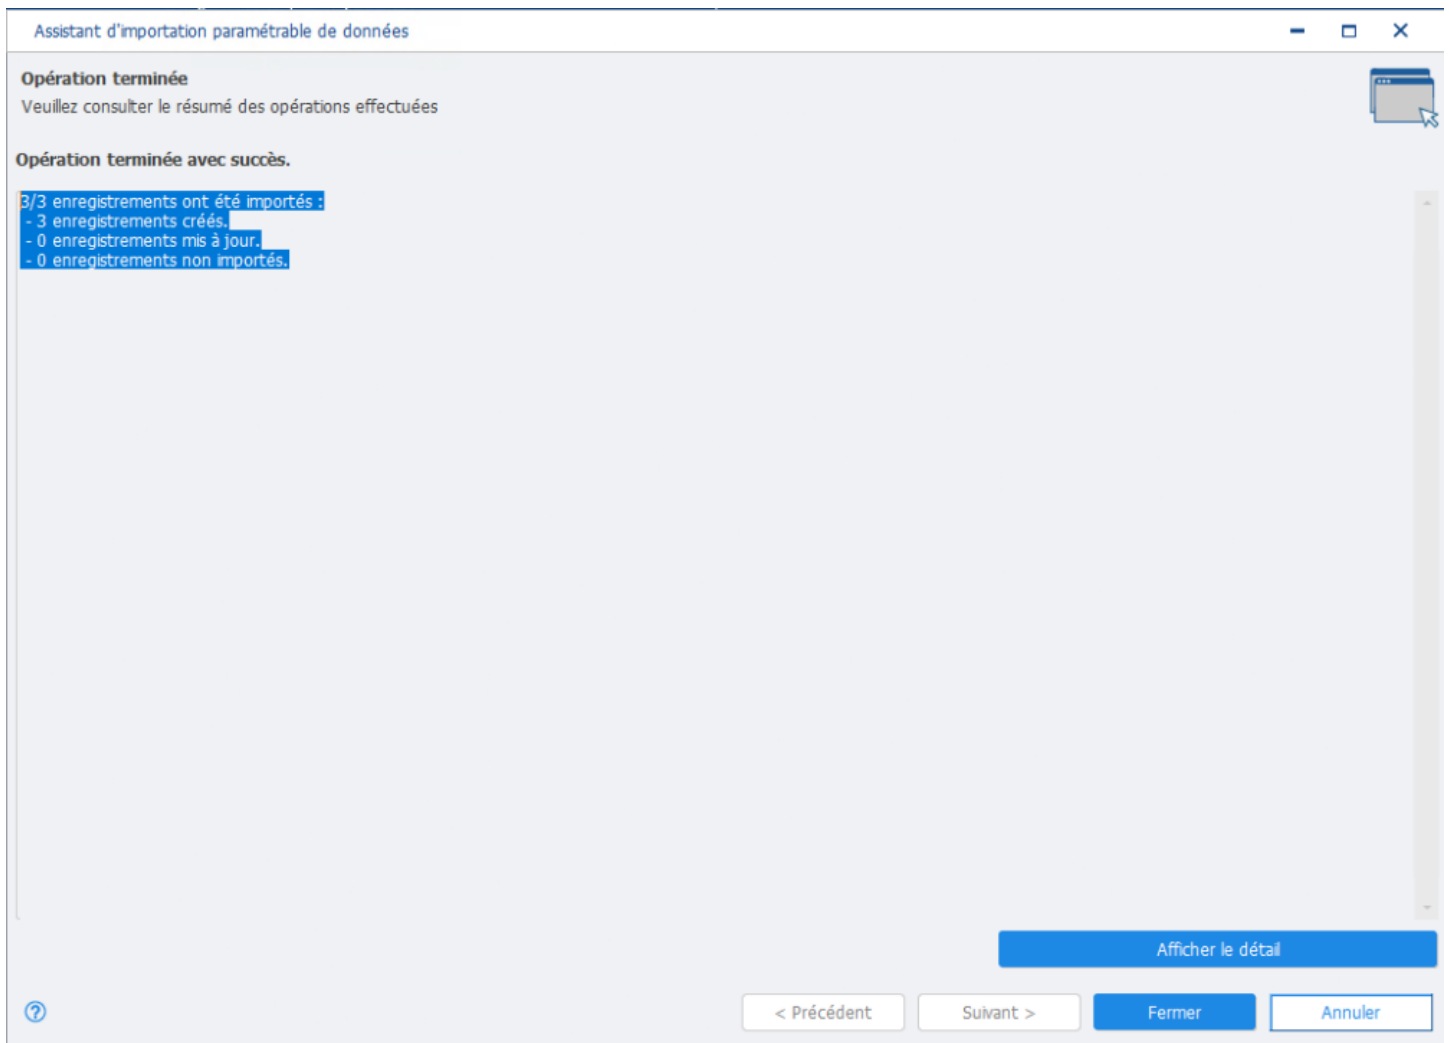 Assistant d'importation paramétrable de données
Opération terminée
Veuillez consulter le résumé des opérations effectuées
Opération terminée avec succès.
3/3 enregistrements ont été importés :
- 3 enregistrements créés.
- 0 enregistrements mis à jour.
- 0 enregistrements non importés.
Afficher le détail
< Précédent
Suivant >
Fermer
Annuler